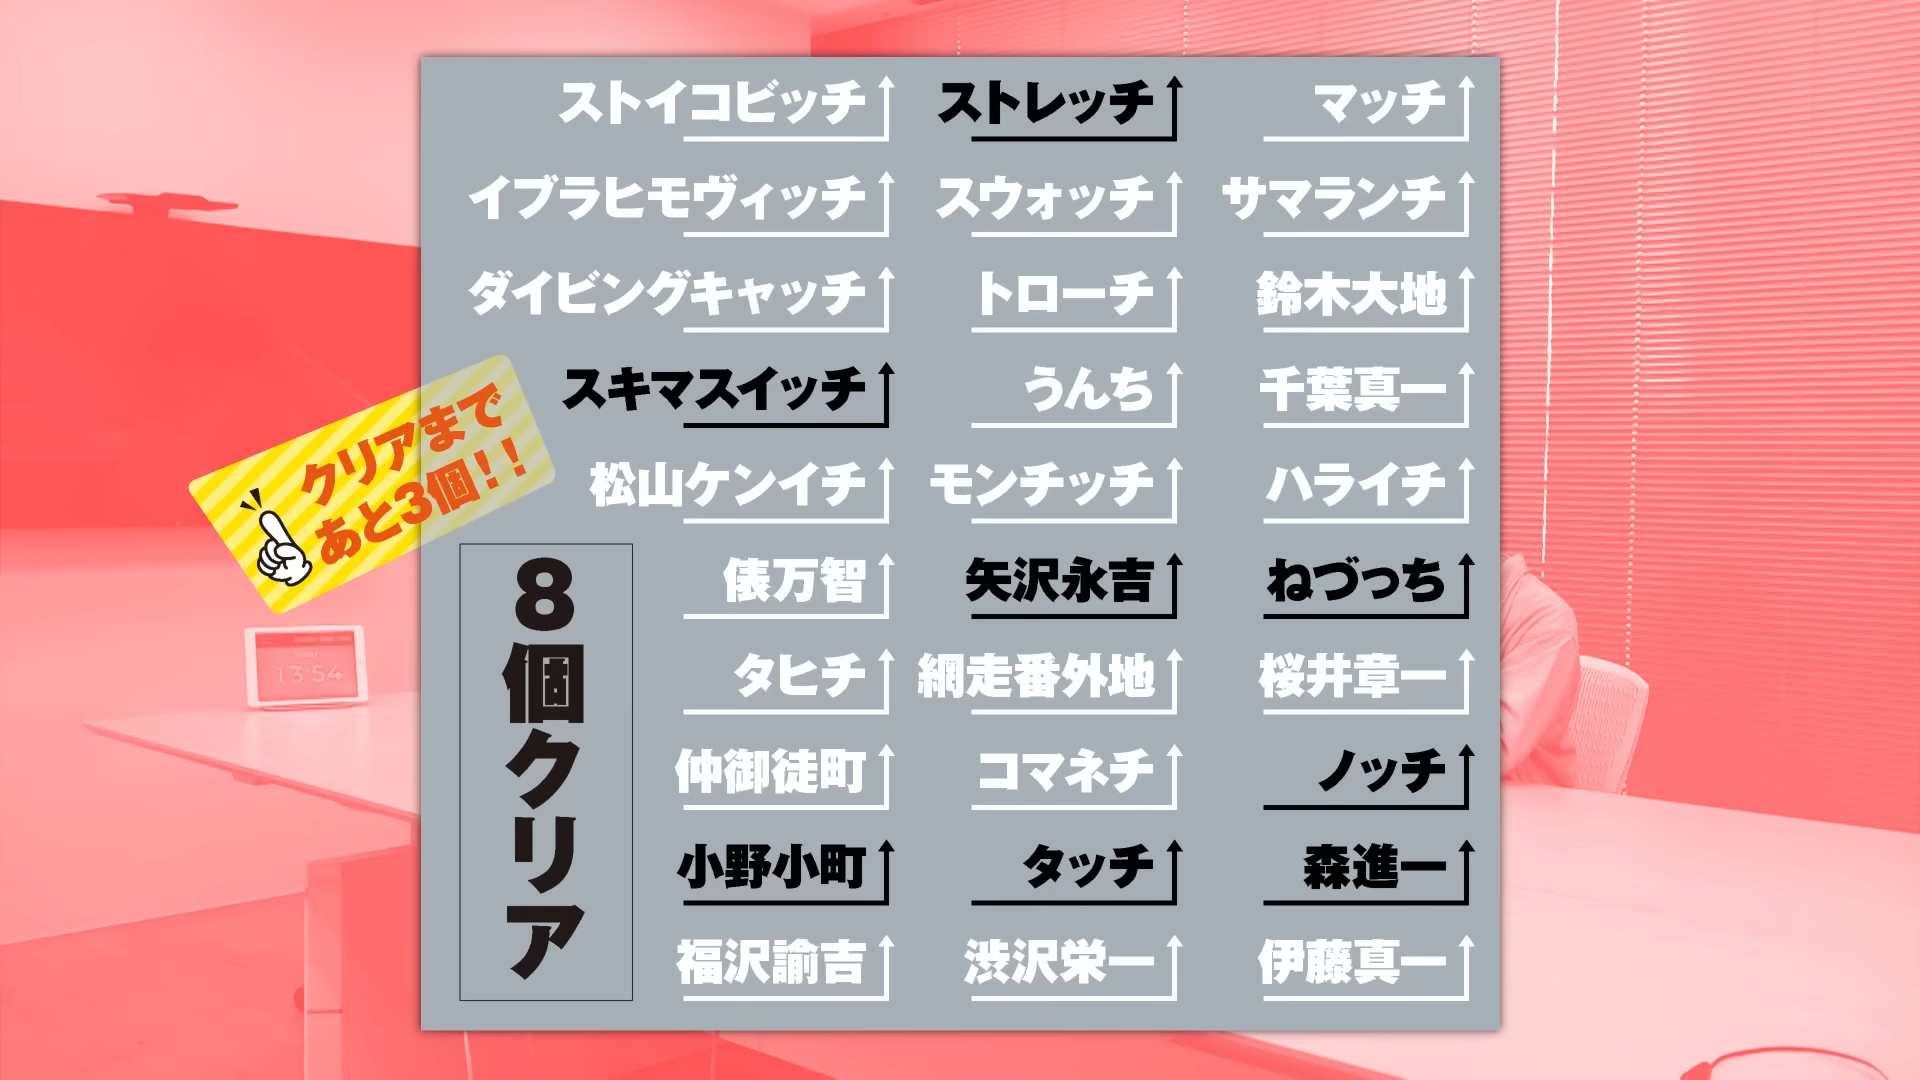 ストイコビッチ
ストレッチ
マッチ
イブラヒモヴィッチ
スウォッチ
サマランチ
ダイビングキャッチ
トローチ
鈴木大地
スキマスイッチ
うんち
千葉真一
松山ケンイチ
モンチッチ
ハライチ
俵万智
矢沢永吉
ねづっち
タヒチ
網走番外地
桜井章一
仲御徒町
コマネチ
ノッチ
小野小町
タッチ
森進一
福沢諭吉
渋沢栄一
伊藤真一
クリアまで
あと3個!!
8個クリア
13:54